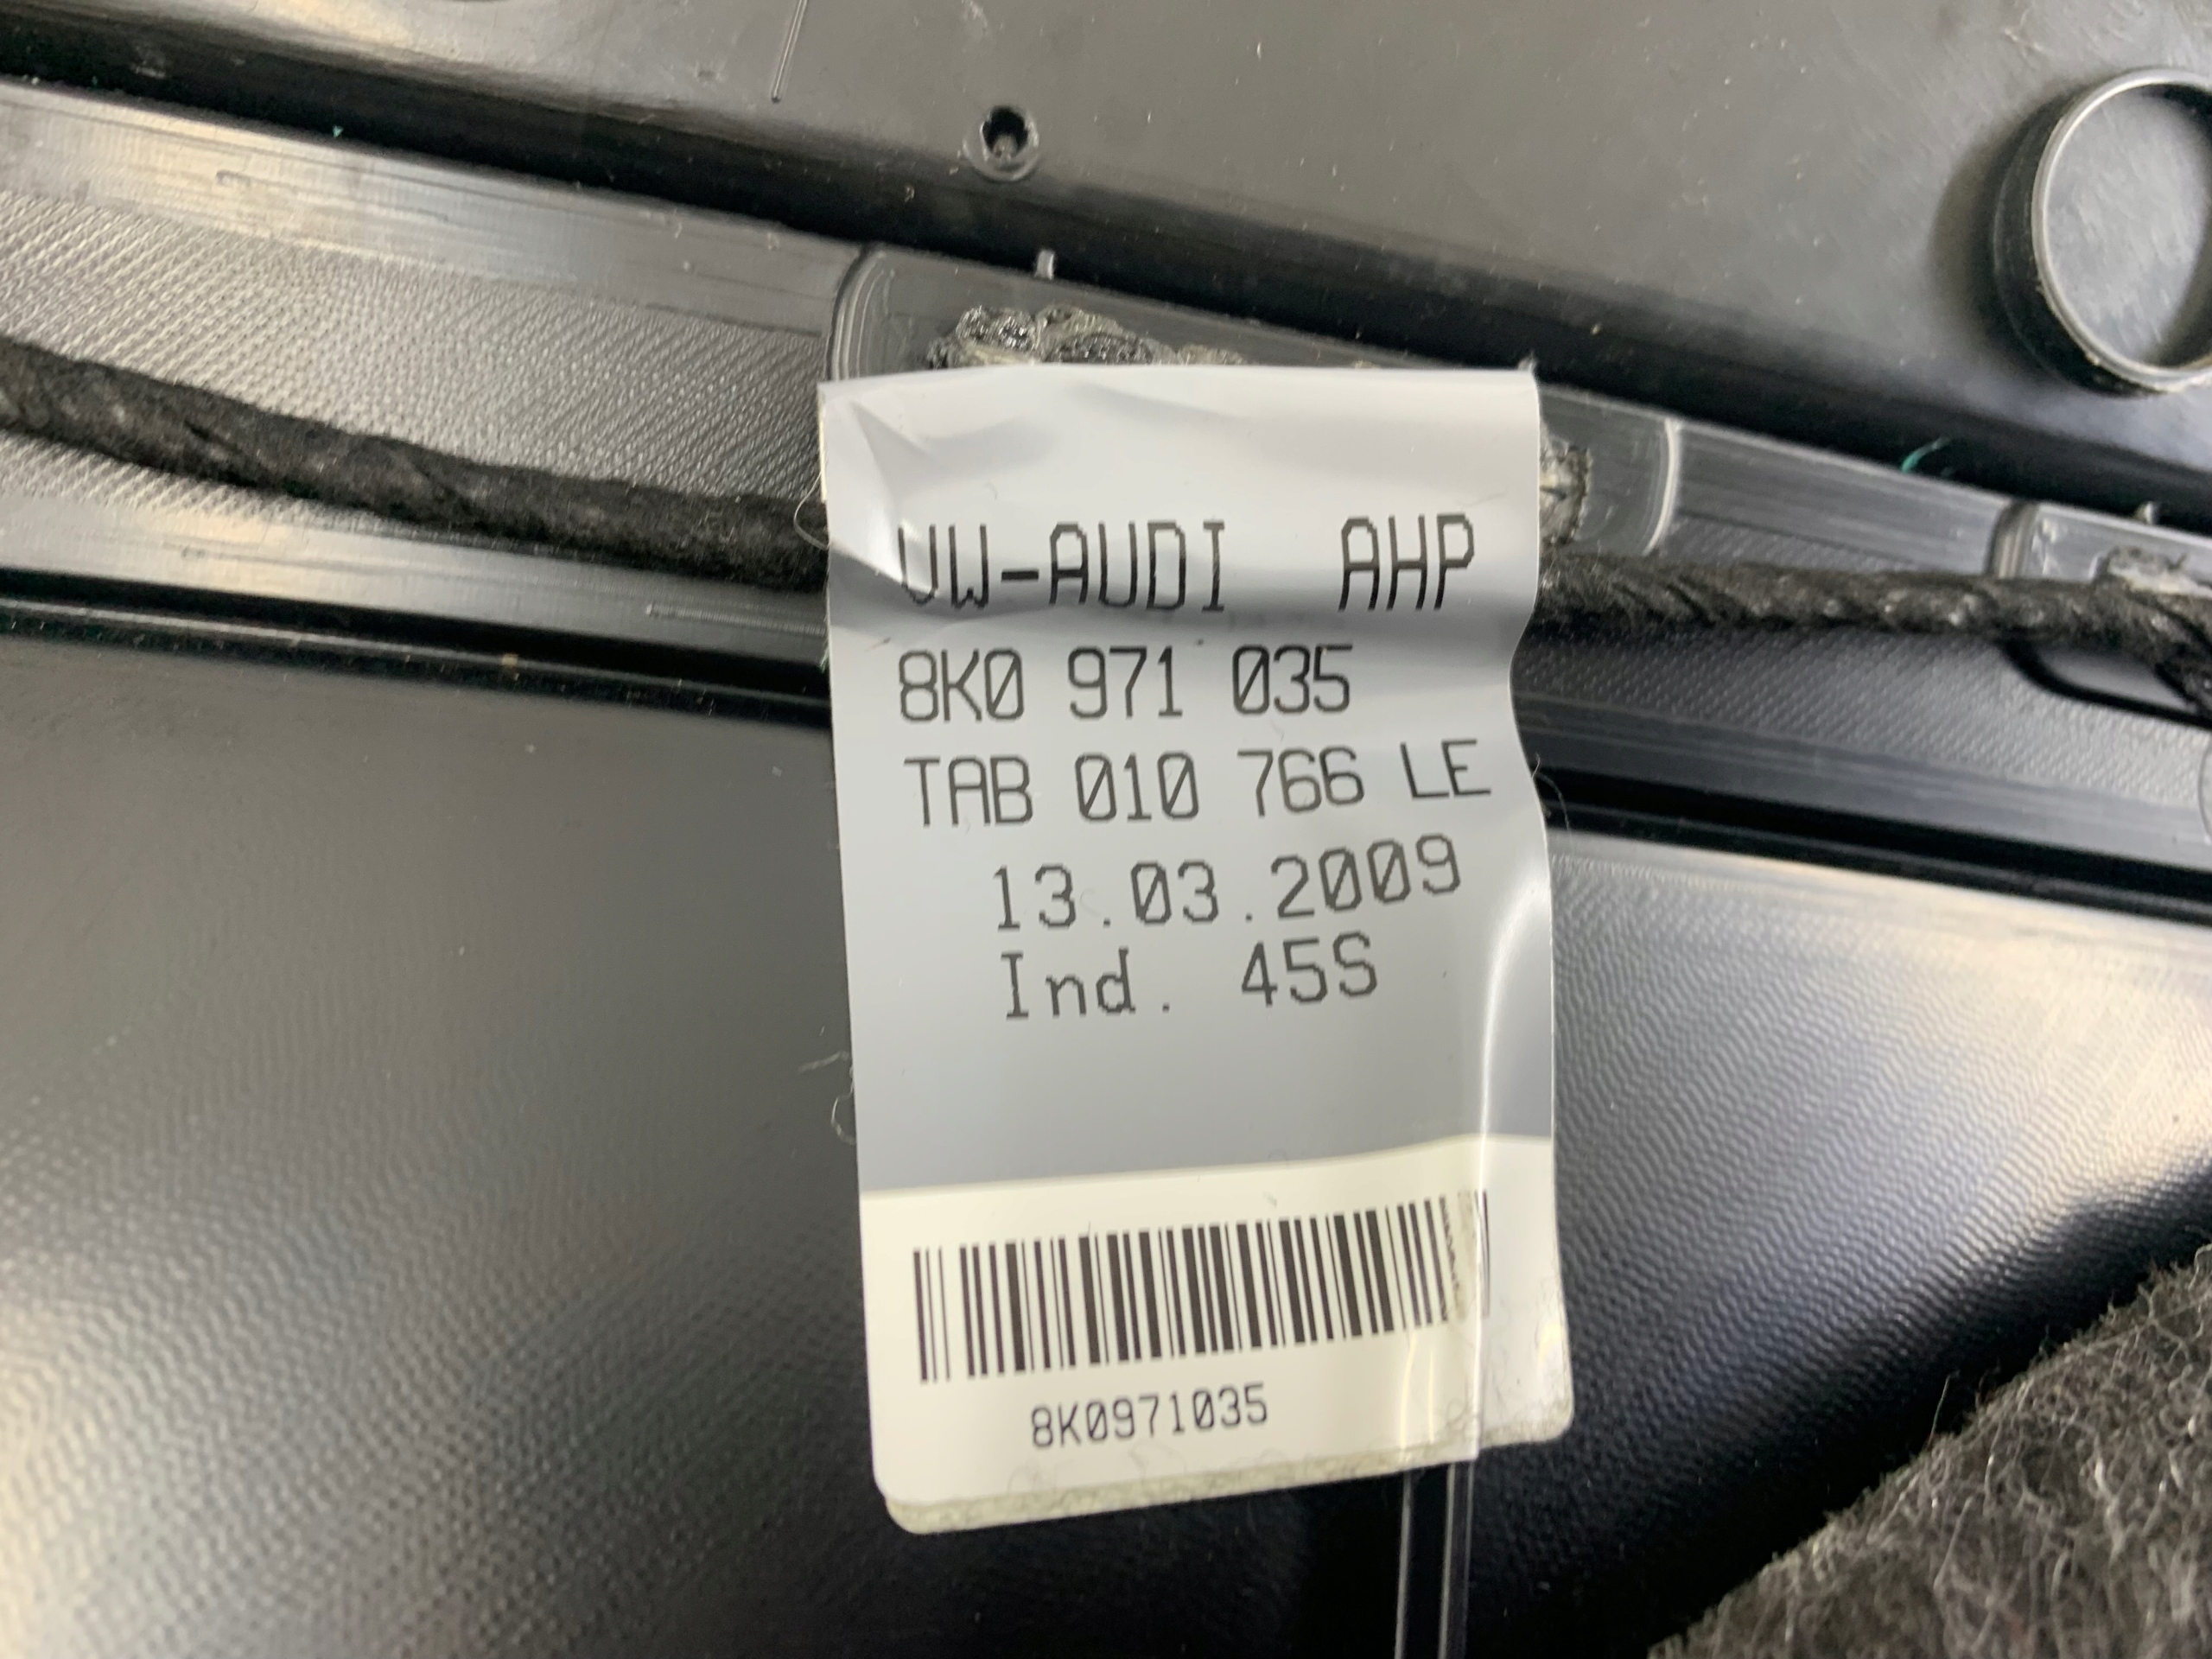 VW-AUDI AHP
8K0 971 035
TAB 010 766 LE
13.03.2009
Ind. 45S
8K0971035